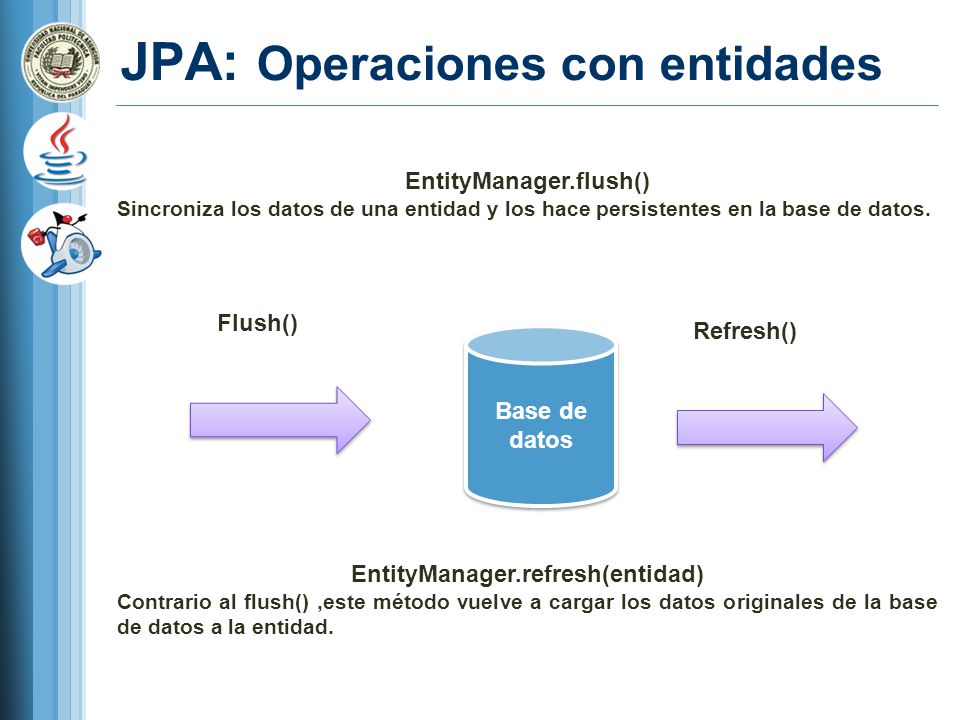 JPA: Operaciones con entidades
EntityManager.flush()
Sincroniza los datos de una entidad y los hace persistentes en la base de datos.
Flush()
Refresh()
Base de
datos
EntityManager.refresh(entidad)
Contrario al flush() ,este método vuelve a cargar los datos originales de la base
de datos a la entidad.